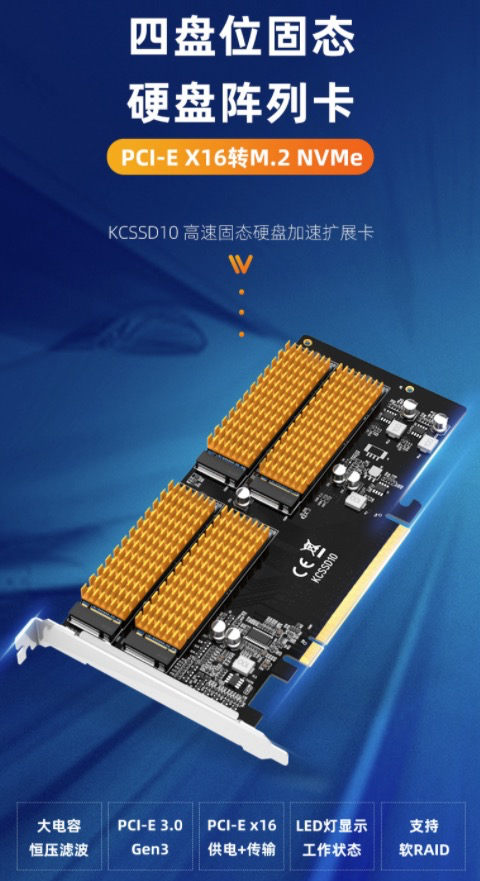 四盘位固态
硬盘阵列卡
PCI-E X16转M.2 NVMe
KCSSD10 高速固态硬盘加速扩展卡
CE
KCSSD10
大电容
恒压滤波
PCI-E 3.0
Gen3
PCI-E x16
供电+传输
LED灯显示
工作状态
支持
软RAID